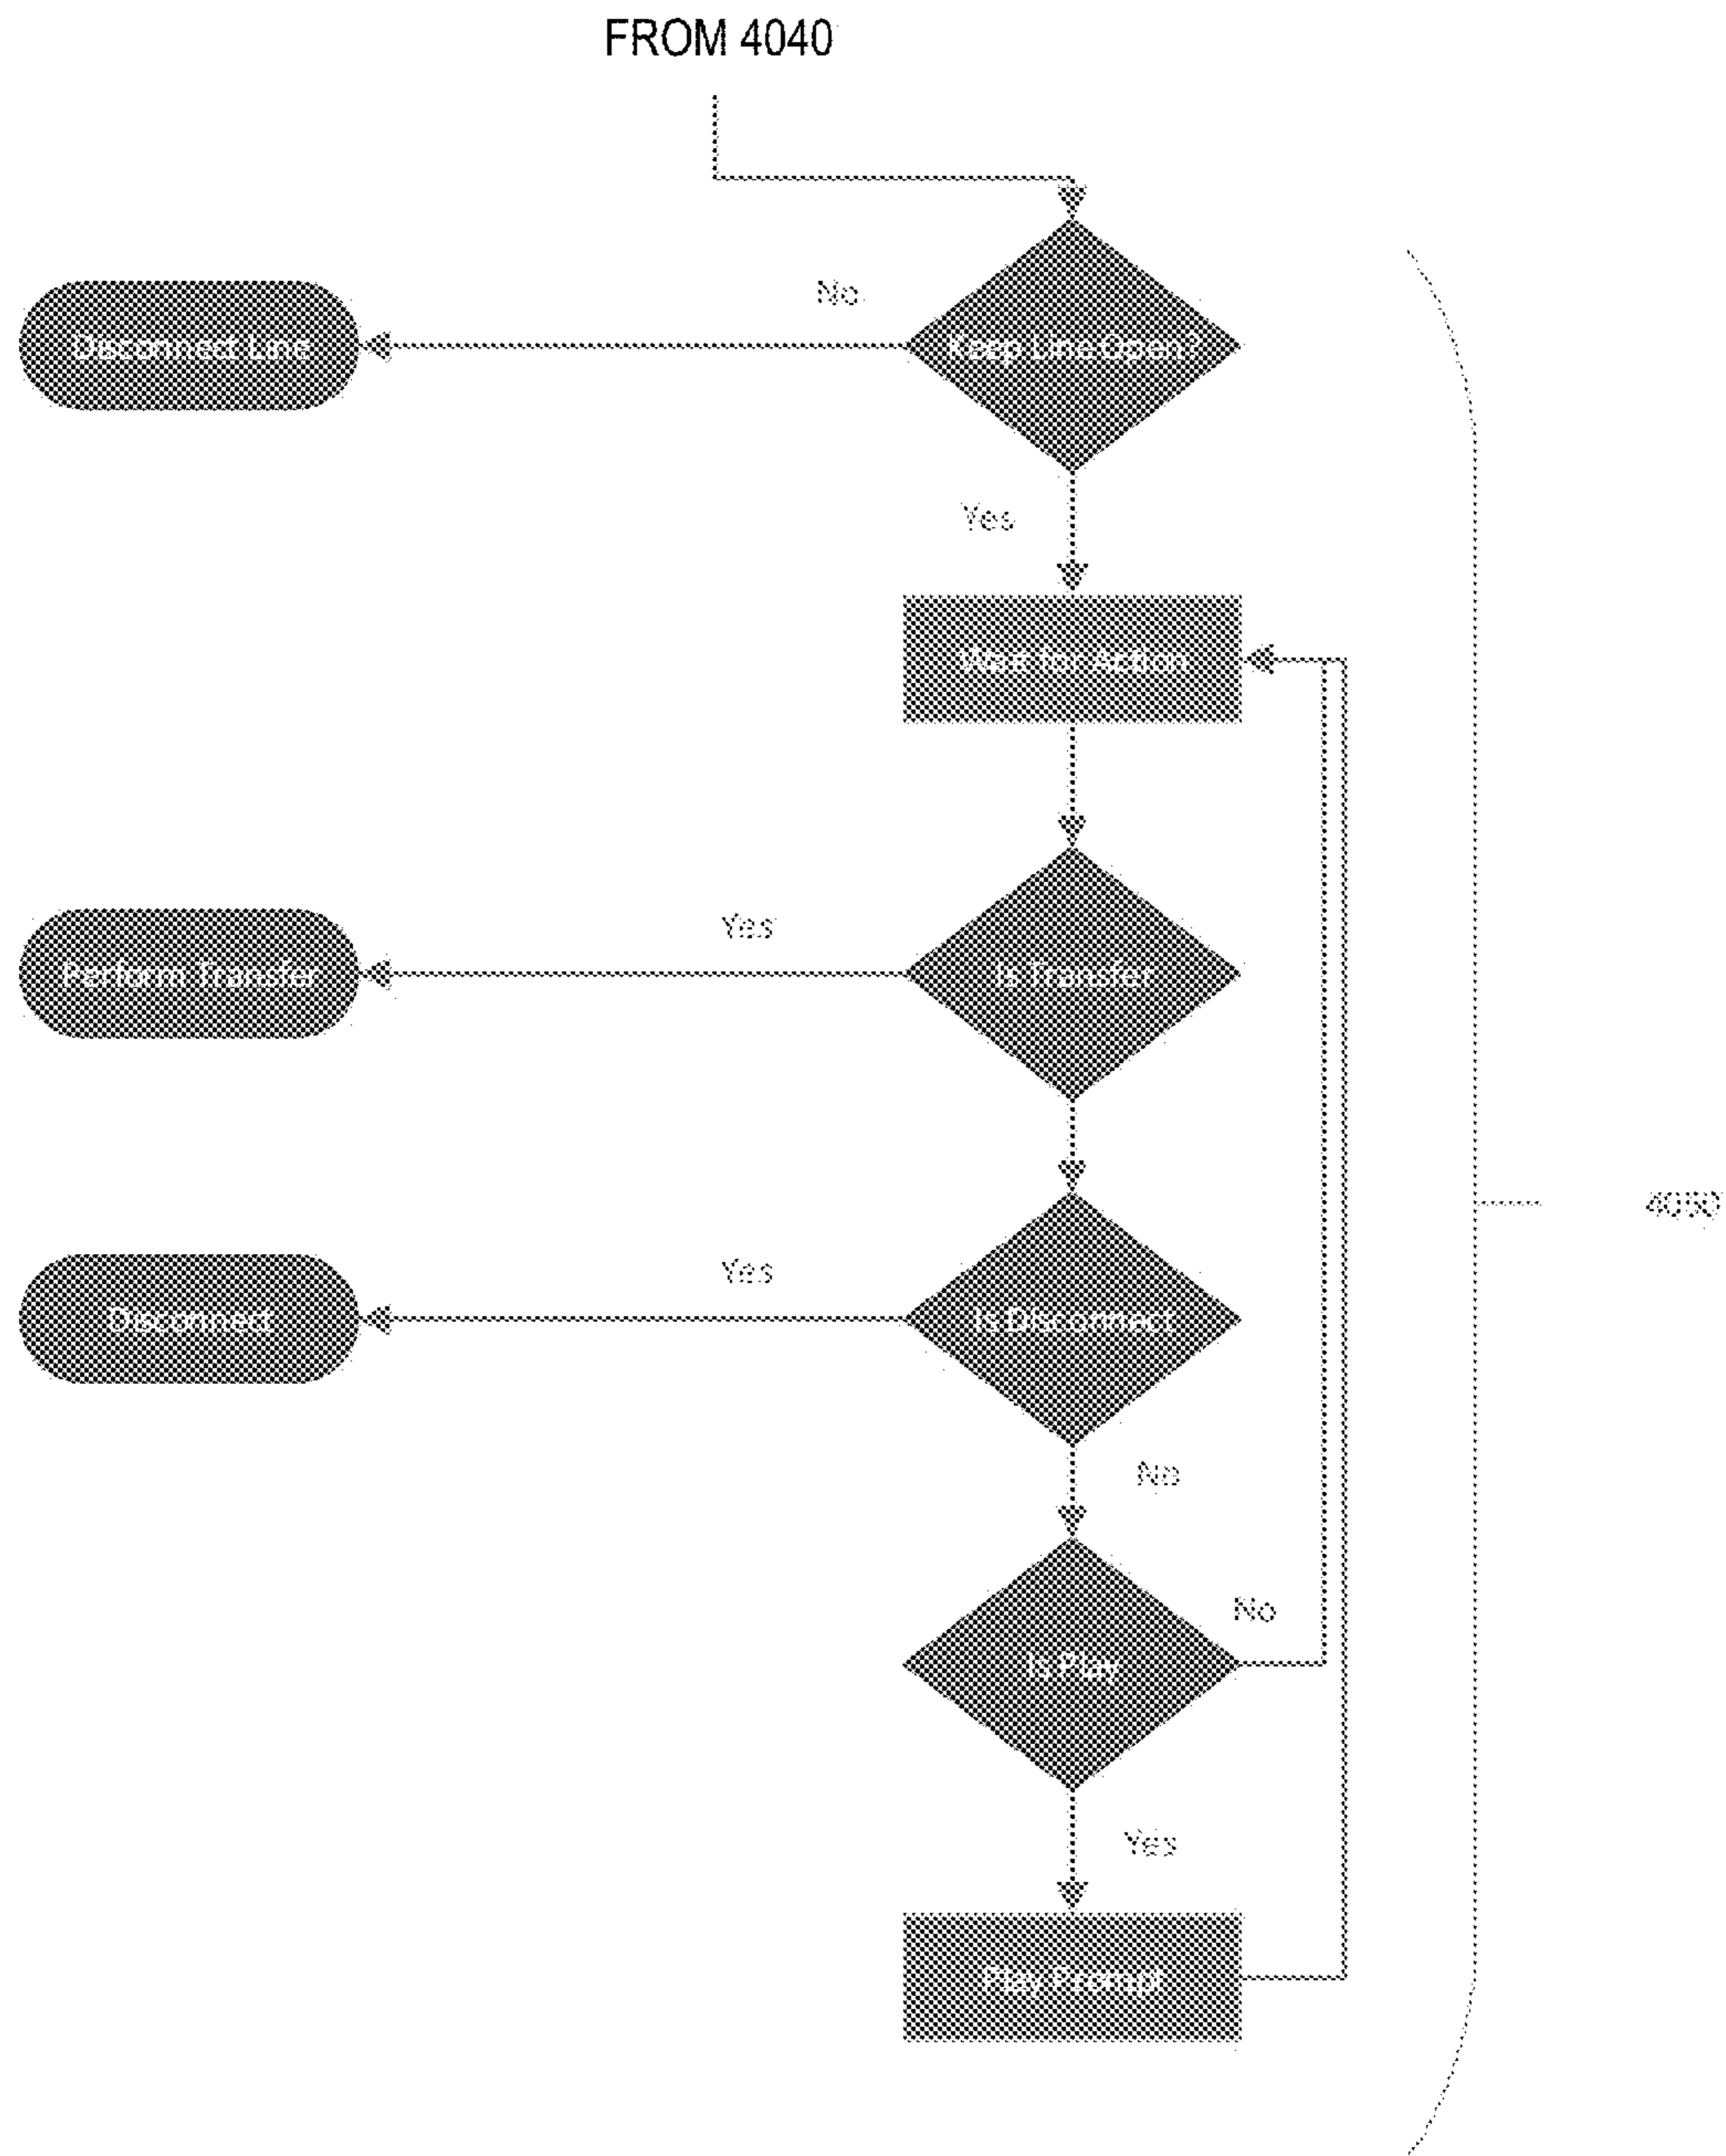 FROM 4040
No
Disconnect Line
Keep Line Open?
Yes
Wait for Action
Yes
Perform Transfer
Is Transfer
Yes
Disconnect
Is Disconnect
4050
No
No
Is Play
Yes
Play Prompt